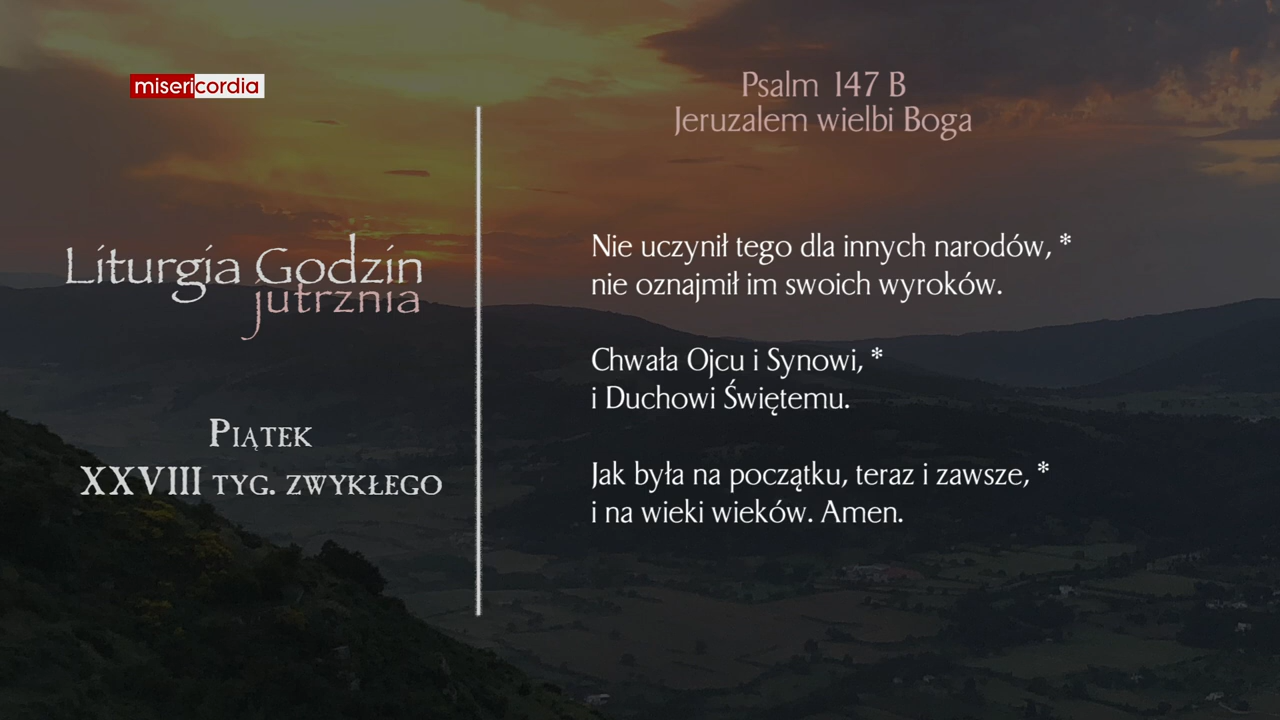 misericordia
Psalm 147 B
Jeruzalem wielbi Boga
Liturgia Godzin
jutrznia
Piątek
XXVIII tyg. zwykłego
Nie uczynił tego dla innych narodów, *
nie oznajmił im swoich wyroków.
Chwała Ojcu i Synowi, *
i Duchowi Świętemu.
Jak była na początku, teraz i zawsze, *
i na wieki wieków. Amen.